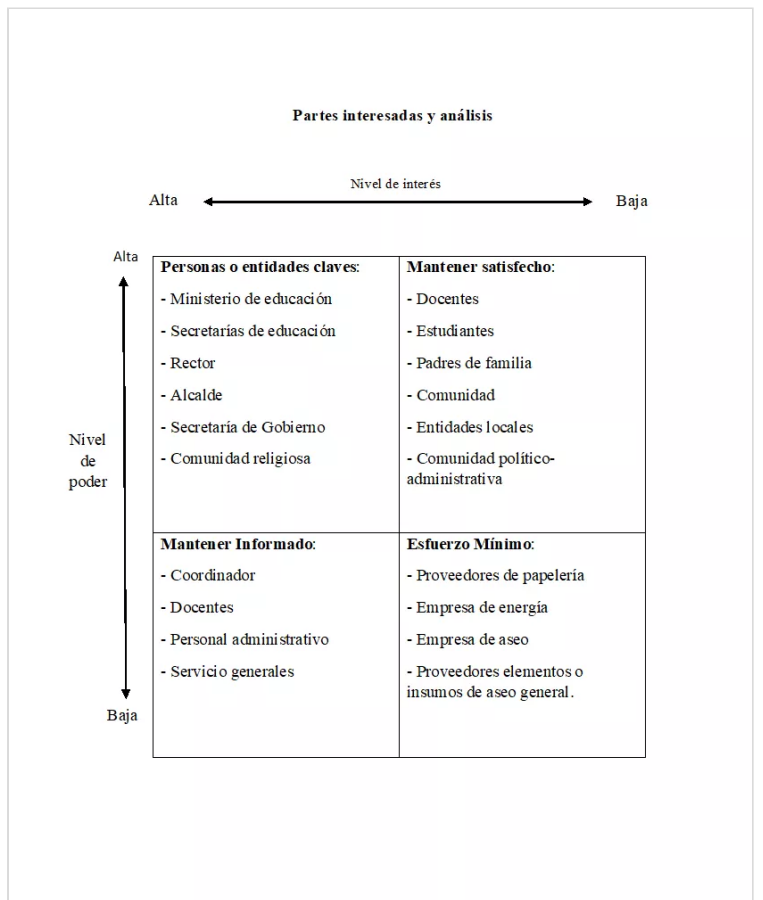 Partes interesadas y análisis
Nivel de interés
Alta
Baja
Alta
Nivel
de
poder
Baja
Personas o entidades claves:
- Ministerio de educación
- Secretarías de educación
- Rector
- Alcalde
- Secretaría de Gobierno
- Comunidad religiosa
Mantener satisfecho:
- Docentes
- Estudiantes
- Padres de familia
- Comunidad
- Entidades locales
- Comunidad político-
administrativa
Mantener Informado:
- Coordinador
- Docentes
- Personal administrativo
- Servicio generales
Esfuerzo Mínimo:
- Proveedores de papelería
- Empresa de energía
- Empresa de aseo
- Proveedores elementos o
insumos de aseo general.